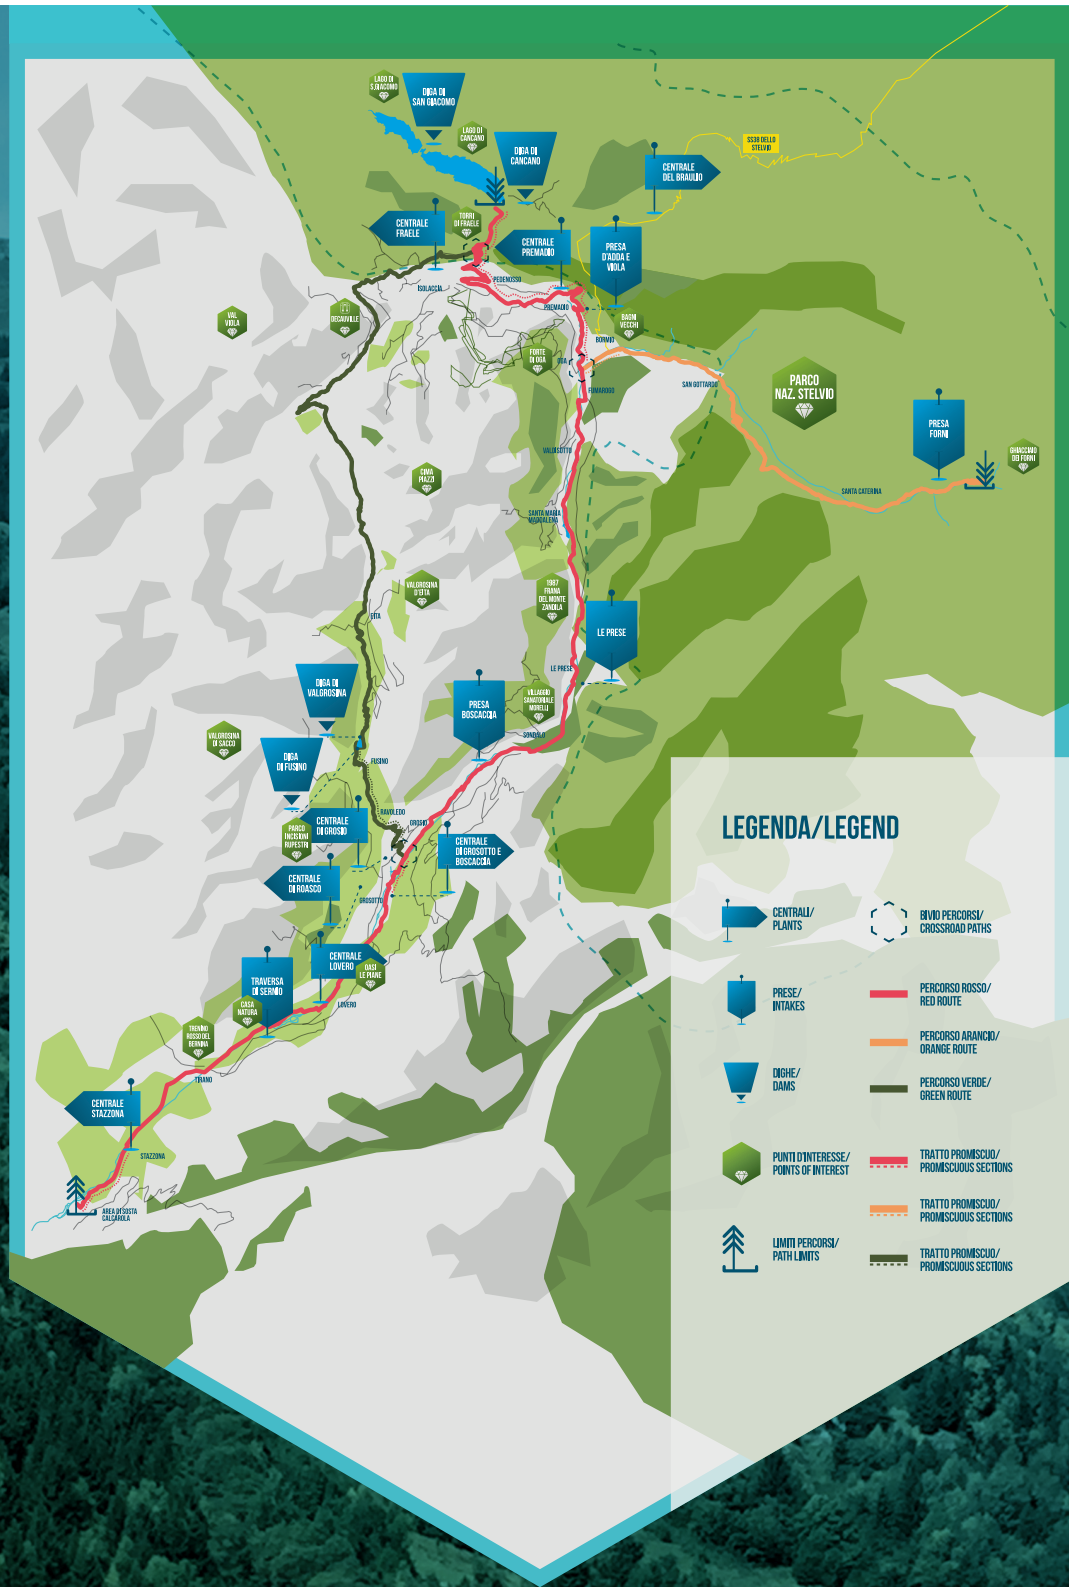 LAGO DI
S.GIACOMO
DIGA DI
SAN GIACOMO
LAGO DI
CANCANO
DIGA DI
CANCANO
SS38 DELLO
STELVIO
CENTRALE
DEL BRAULIO
TORRI
DI FRAELE
CENTRALE
FRAELE
CENTRALE
PREMADIO
PRESA
D'ADDA E
VIOLA
ISOLACCIA
PEDENOSSO
PREMADIO
VAL
VIOLA
DECAUVILLE
BAGNI
VECCHI
BORMIO
FORTE
DI OGA
OGA
FUMAROGO
SAN GOTTARDO
PARCO
NAZ. STELVIO
PRESA
FORNI
GHIACCIAIO
DEI FORNI
VALDISOTTO
CIMA
PIAZZI
SANTA CATERINA
SANTA MARIA
MADDALENA
VALGROSINA
D'EITA
1987
FRANA
DEL MONTE
ZANDILA
EITA
LE PRESE
LE PRESE
DIGA DI
VALGROSINA
PRESA
BOSCACCIA
VILLAGGIO
SANATORIALE
MORELLI
SONDALO
VALGROSINA
DI SACCO
DIGA
DI FUSINO
FUSINO
RAVOLEDO
GROSIO
PARCO
INCISIONI
RUPESTRI
CENTRALE
DI GROSIO
CENTRALE
DI GROSOTTO E
BOSCACCIA
CENTRALE
DI ROASCO
GROSOTTO
CENTRALE
LOVERO
OASI
LE PIANE
TRAVERSA
DI SERNIO
CASA
NATURA
LOVERO
TRENINO
ROSSO DEL
BERNINA
TIRANO
CENTRALE
STAZZONA
STAZZONA
AREA DI SOSTA
CALCAROLA
LEGENDA/LEGEND
CENTRALI/
PLANTS
BIVIO PERCORSI/
CROSSROAD PATHS
PRESE/
INTAKES
PERCORSO ROSSO/
RED ROUTE
PERCORSO ARANCIO/
ORANGE ROUTE
DIGHE/
DAMS
PERCORSO VERDE/
GREEN ROUTE
PUNTI D'INTERESSE/
POINTS OF INTEREST
TRATTO PROMISCUO/
PROMISCUOUS SECTIONS
TRATTO PROMISCUO/
PROMISCUOUS SECTIONS
LIMITI PERCORSI/
PATH LIMITS
TRATTO PROMISCUO/
PROMISCUOUS SECTIONS